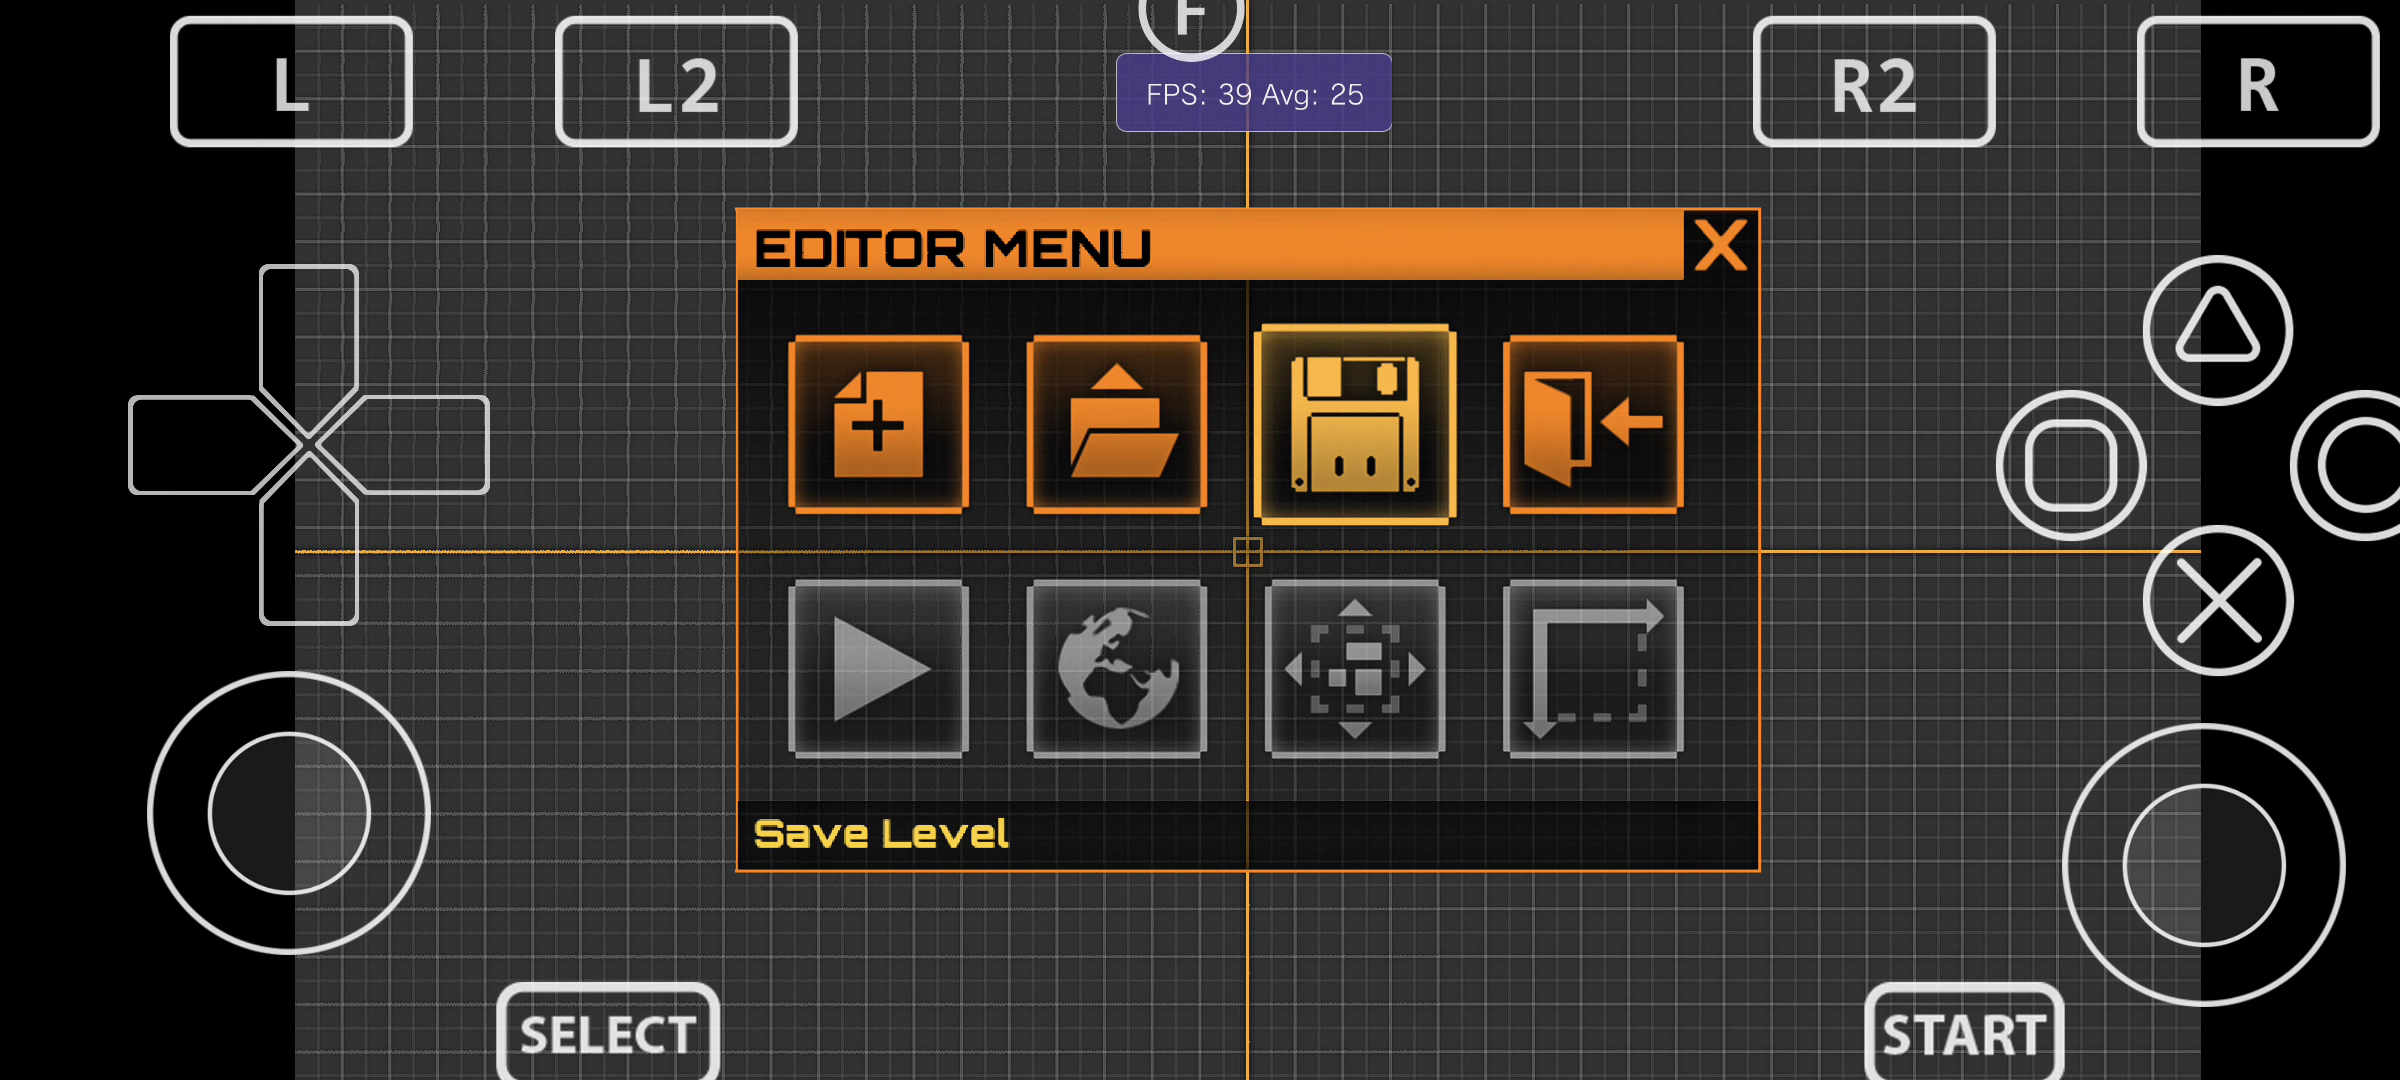 F
L
L2
FPS: 39 Avg: 25
R2
R
EDITOR MENU
X
Save Level
SELECT
START